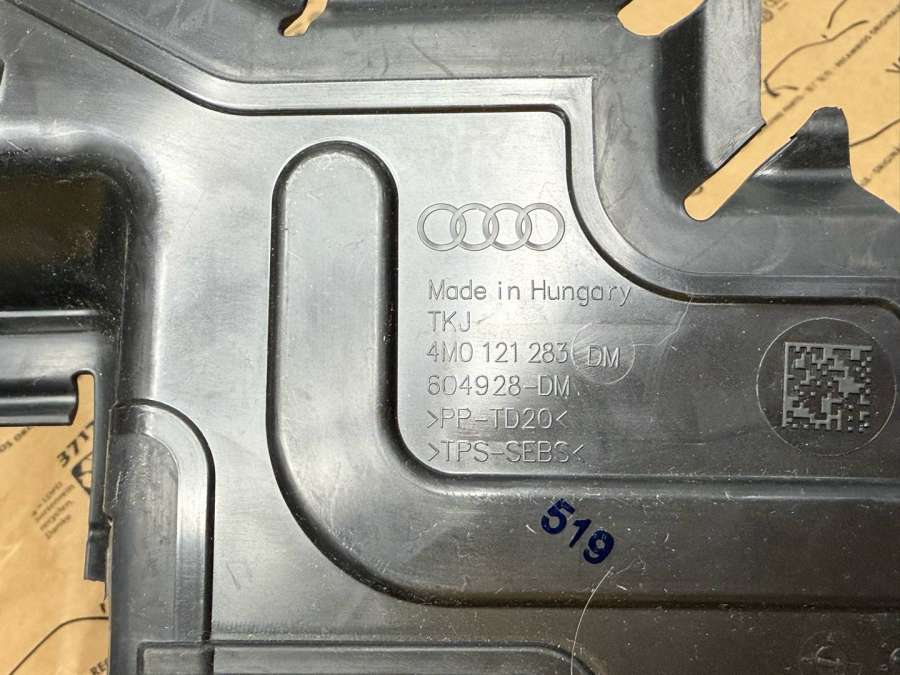 Made in Hungary
TKJ
4M0 121 283 DM
604928-DM
>PP-TD20<
>TPS-SEBS<
519